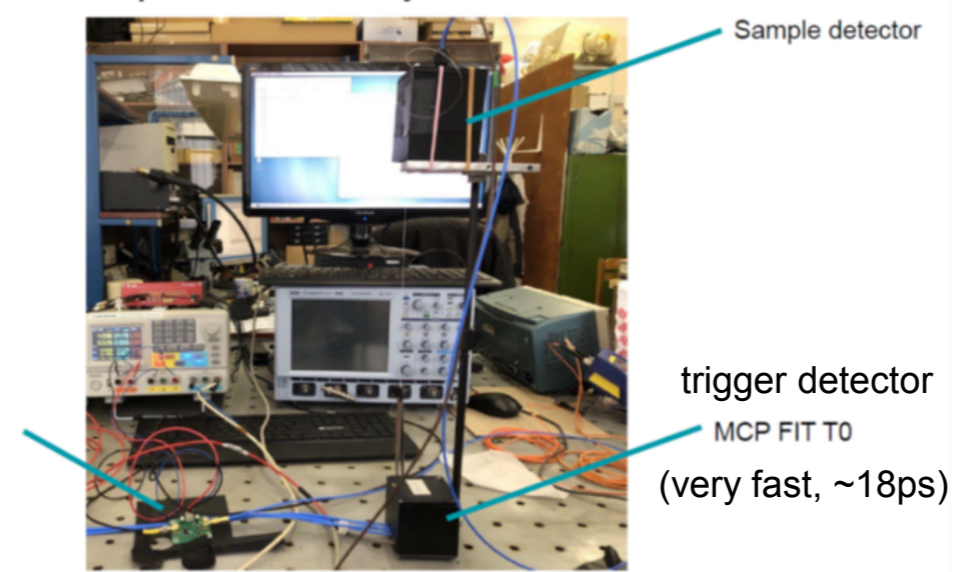 Sample detector
trigger detector
MCP FIT T0
(very fast, ~18ps)